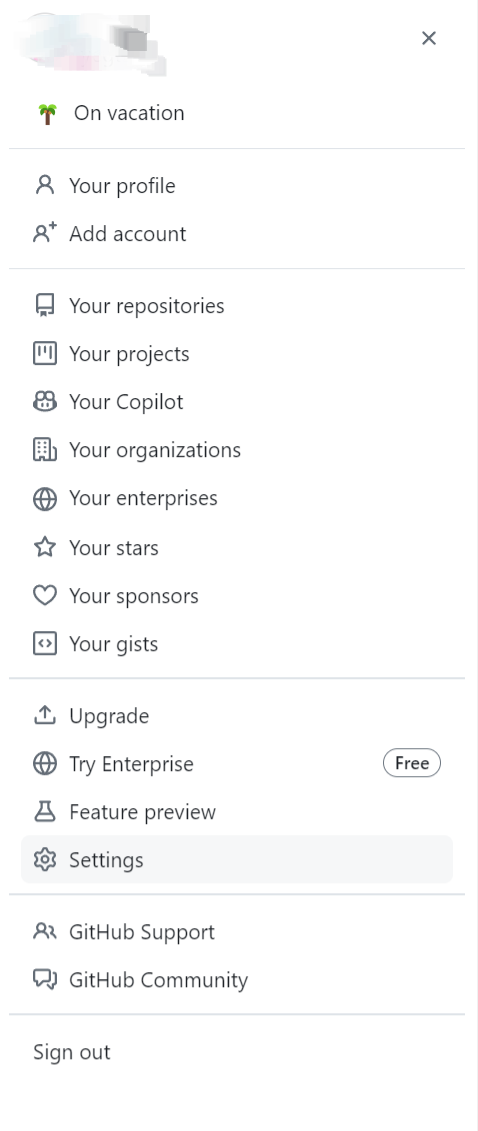 On vacation
Your profile
Add account
Your repositories
Your projects
Your Copilot
Your organizations
Your enterprises
Your stars
Your sponsors
Your gists
Upgrade
Try Enterprise Free
Feature preview
Settings
GitHub Support
GitHub Community
Sign out